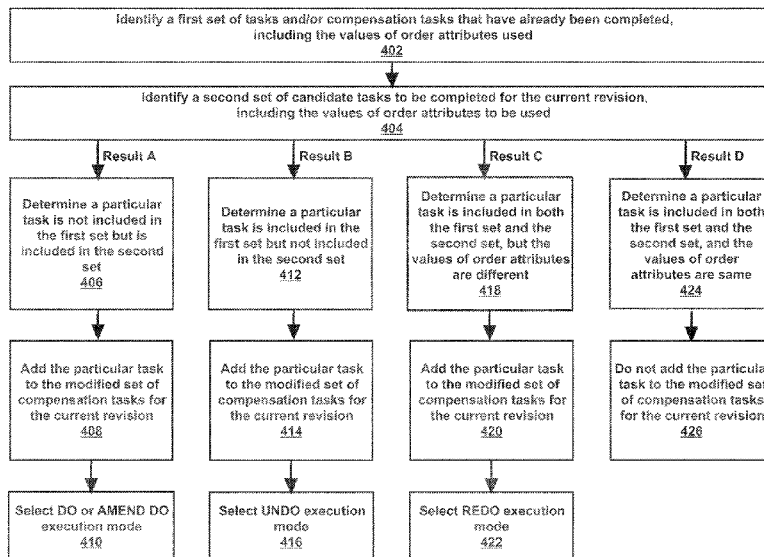 Identify a first set of tasks and/or compensation tasks that have already been completed,
including the values of order attributes used
402
Identify a second set of candidate tasks to be completed for the current revision,
including the values of order attributes to be used
404
Result A
Result B
Result C
Result D
Determine a particular
task is not included in
the first set but is
included in the second
set
406
Determine a particular
task is included in the
first set but not included
in the second set
412
Determine a particular
task is included in both
the first set and the
second set, but the
values of order attributes
are different
418
Determine a particular
task is included in both
the first set and the
second set, and the
values of order
attributes are same
424
Add the particular task
to the modified set of
compensation tasks for
the current revision
408
Add the particular task
to the modified set of
compensation tasks for
the current revision
414
Add the particular task
to the modified set of
compensation tasks for
the current revision
420
Do not add the particular
task to the modified set
of compensation tasks
for the current revision
426
Select DO or AMEND DO
execution mode
410
Select UNDO execution
mode
416
Select REDO execution
mode
422